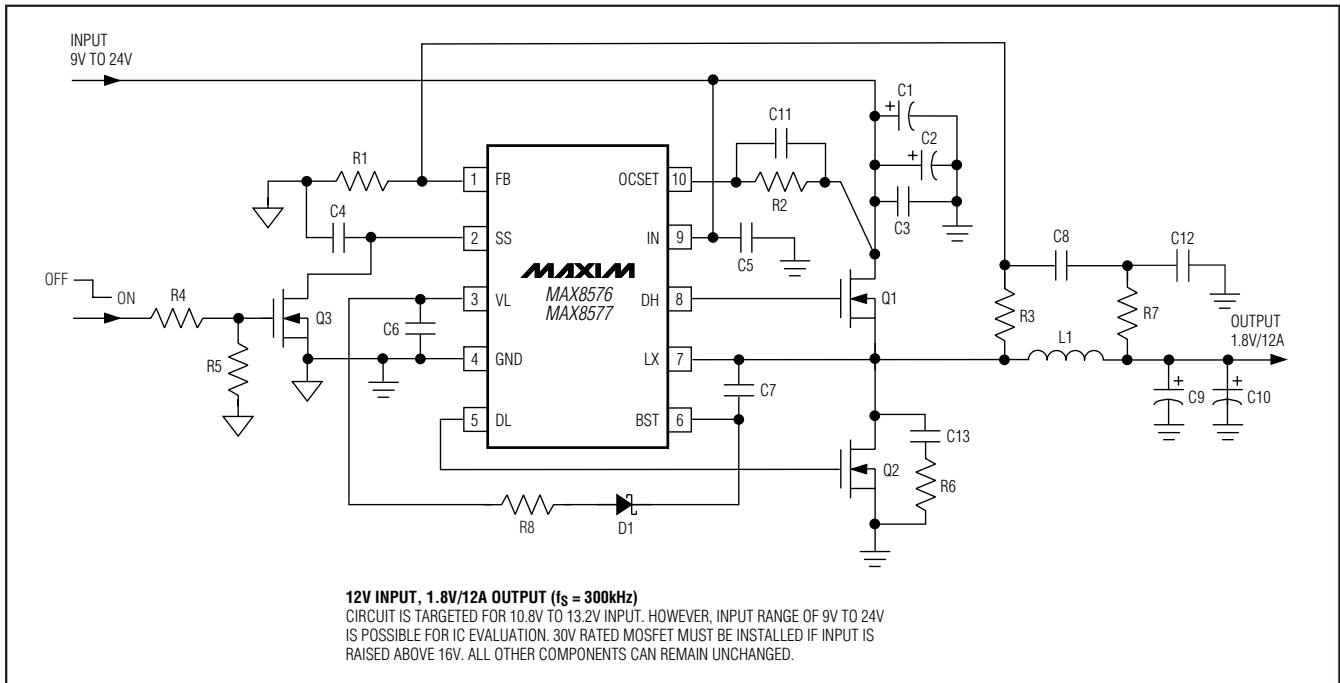 INPUT
9V TO 24V
C1
C11
C2
R1
1 FB
OCSET 10
R2
C3
C4
2 SS
IN 9
C5
C8
C12
MAXIM
MAX8576
MAX8577
OFF
ON
R4
Q3
3 VL
DH 8
Q1
R3
R7
C6
OUTPUT
1.8V/12A
R5
4 GND
LX 7
L1
C7
C9
C10
5 DL
BST 6
C13
Q2
R6
R8
D1
12V INPUT, 1.8V/12A OUTPUT (fS = 300kHz)
CIRCUIT IS TARGETED FOR 10.8V TO 13.2V INPUT. HOWEVER, INPUT RANGE OF 9V TO 24V
IS POSSIBLE FOR IC EVALUATION. 30V RATED MOSFET MUST BE INSTALLED IF INPUT IS
RAISED ABOVE 16V. ALL OTHER COMPONENTS CAN REMAIN UNCHANGED.